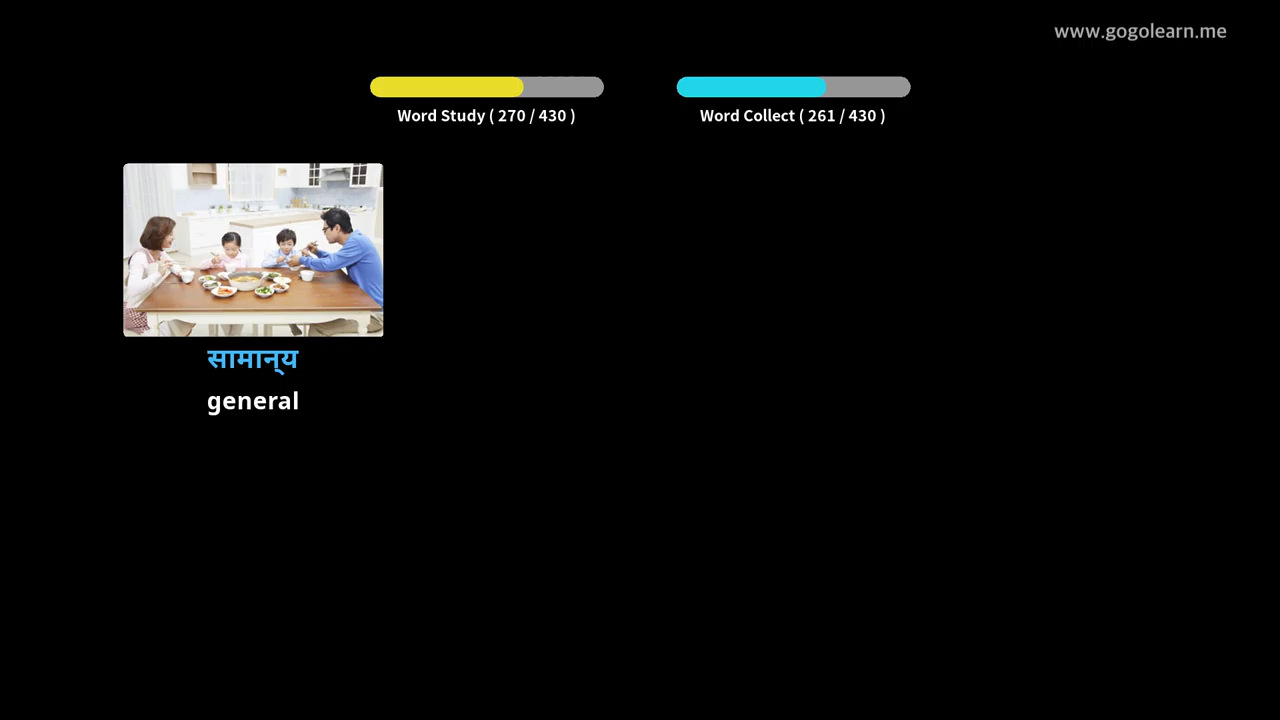 www.gogolearn.me
Word Study ( 270 / 430 )
Word Collect ( 261 / 430 )
सामान्य
general